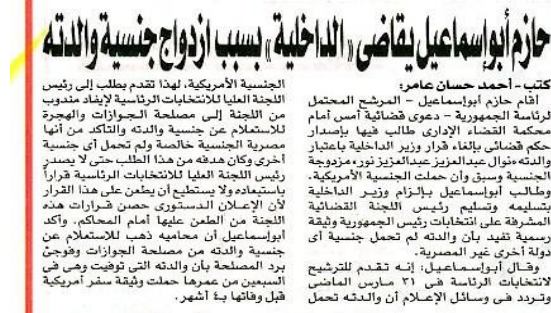 حازم أبو إسماعيل يقاضى «الداخلية» بسبب ازدواج جنسية والدته
كتب - أحمد حسان عامر:
أقام حازم أبو إسماعيل - المرشح المحتمل
لرئاسة الجمهورية - دعوى قضائية أمس أمام
محكمة القضاء الإدارى طالب فيها بإصدار
حكم قضائى بإلغاء قرار وزير الداخلية باعتبار
والدته «نوال عبدالعزيز عبدالعزيز نور» مزدوجة
الجنسية وسبق وأن حملت الجنسية الأمريكية.
وطالب أبوإسماعيل بإلزام وزير الداخلية
بتسليمه وتسليم رئيس اللجنة القضائية
المشرفة على انتخابات رئيس الجمهورية وثيقة
رسمية تفيد بأن والدته لم تحمل جنسية أى
دولة أخرى غير المصرية.
وقال أبوإسماعيل: إنه تقدم للترشيح
لانتخابات الرئاسة فى ٣١ مارس الماضى
وتردد فى وسائل الإعلام أن والدته تحمل
الجنسية الأمريكية، لهذا تقدم بطلب إلى رئيس
اللجنة العليا للانتخابات الرئاسية لإيفاد مندوب
من اللجنة إلى مصلحة الجوازات والهجرة
للاستعلام عن جنسية والدته والتأكد من أنها
مصرية الجنسية خالصة ولم تحمل أى جنسية
أخرى وكان هدفه من هذا الطلب حتى لا يصدر
رئيس اللجنة العليا للانتخابات الرئاسية قراراً
باستبعاده ولا يستطيع أن يطعن على هذا القرار
لأن الإعلان الدستورى حصن قرارات هذه
اللجنة من الطعن عليها أمام المحاكم. وأكد
أبوإسماعيل أن محاميه ذهب للاستعلام عن
جنسية والدته من مصلحة الجوازات وفوجئ
برد المصلحة بأن والدته التى توفيت وهى فى
السبعين من عمرها حملت وثيقة سفر أمريكية
قبل وفاتها بـ٤ أشهر.